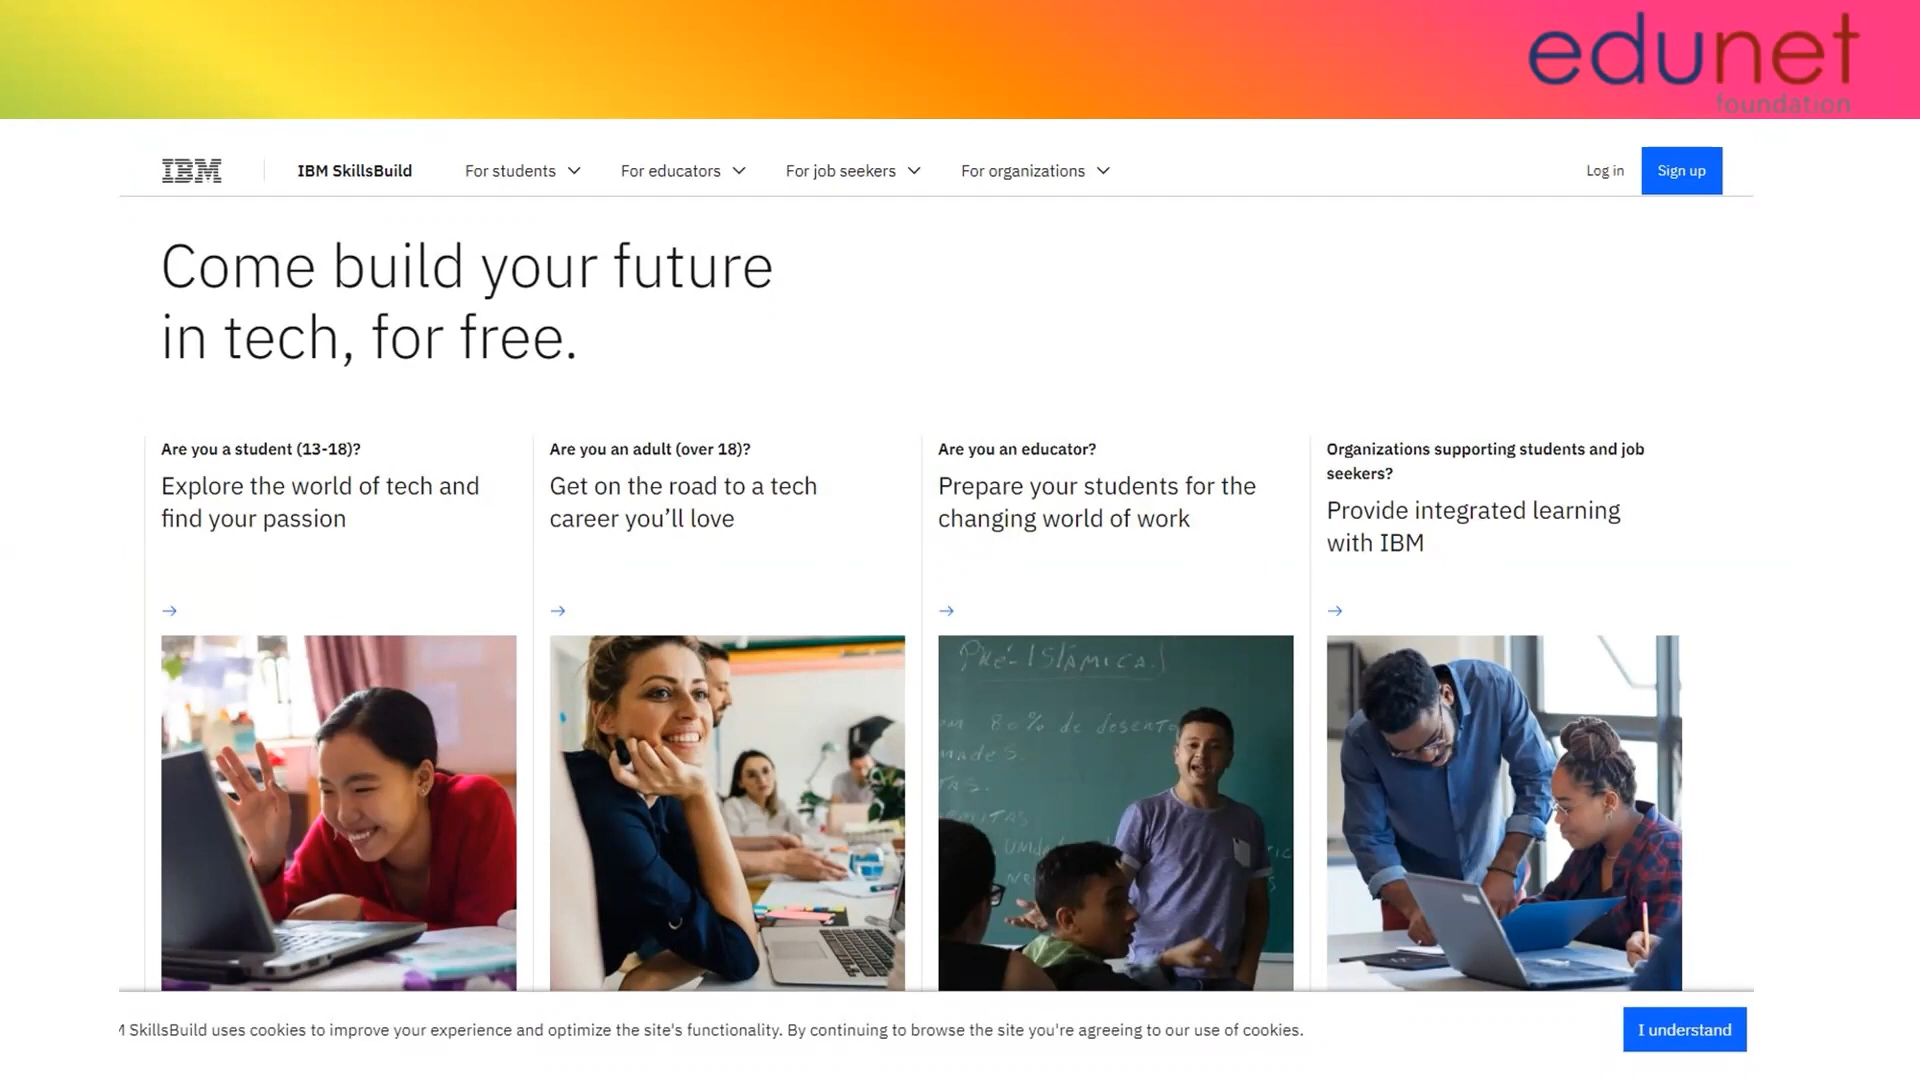 edunet
foundation
IBM
IBM SkillsBuild
For students
For educators
For job seekers
For organizations
Log in
Sign up
Come build your future
in tech, for free.
Are you a student (13-18)?
Explore the world of tech and
find your passion
Are you an adult (over 18)?
Get on the road to a tech
career you’ll love
Are you an educator?
Prepare your students for the
changing world of work
Organizations supporting students and job
seekers?
Provide integrated learning
with IBM
PRé-ISLÂMICA
80% de desento
SkillsBuild uses cookies to improve your experience and optimize the site's functionality. By continuing to browse the site you're agreeing to our use of cookies.
I understand